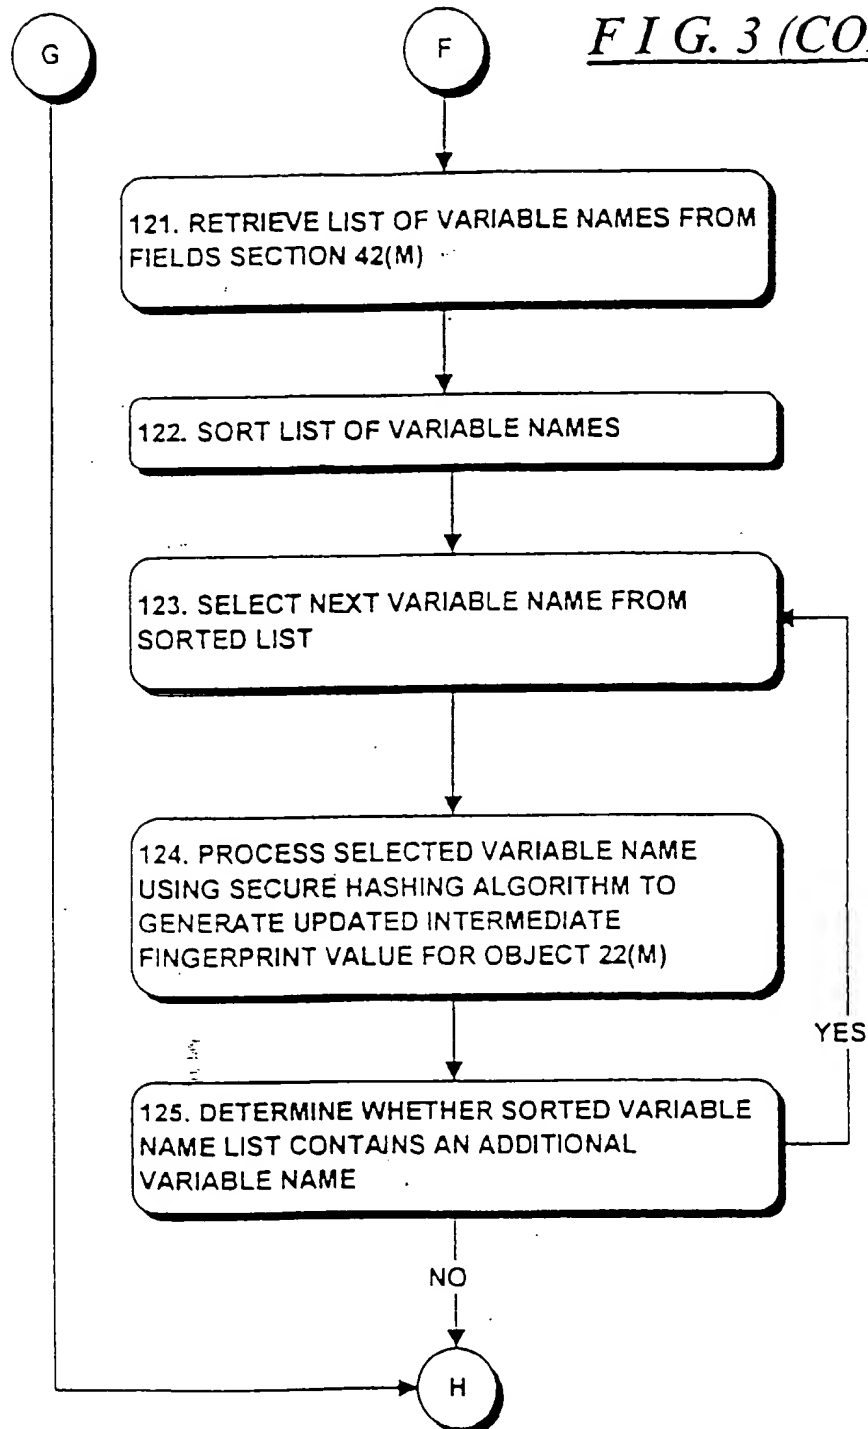 G
F
F I G. 3 (CO
121. RETRIEVE LIST OF VARIABLE NAMES FROM
FIELDS SECTION 42(M)
122. SORT LIST OF VARIABLE NAMES
123. SELECT NEXT VARIABLE NAME FROM
SORTED LIST
124. PROCESS SELECTED VARIABLE NAME
USING SECURE HASHING ALGORITHM TO
GENERATE UPDATED INTERMEDIATE
FINGERPRINT VALUE FOR OBJECT 22(M)
YES
125. DETERMINE WHETHER SORTED VARIABLE
NAME LIST CONTAINS AN ADDITIONAL
VARIABLE NAME
NO
H